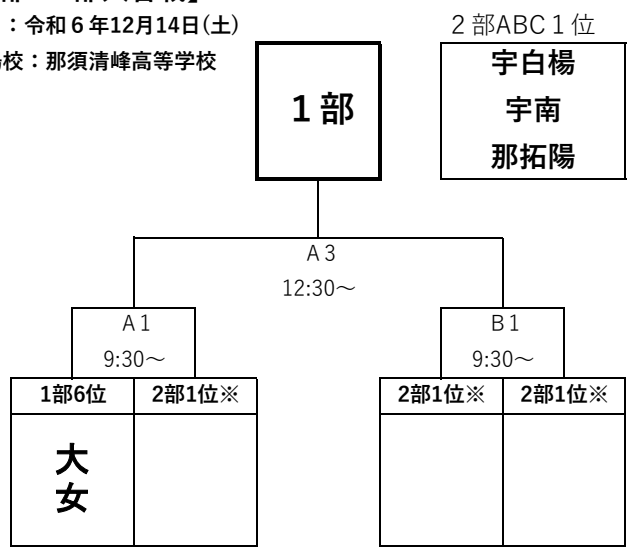 ：令和６年12月14日(土)
校：那須清峰高等学校
２部ABC１位
宇白楊
宇南
那拓陽
１部
A３
12:30～
A１
9:30～
B１
9:30～
1部6位
2部1位※
2部1位※
2部1位※
大女